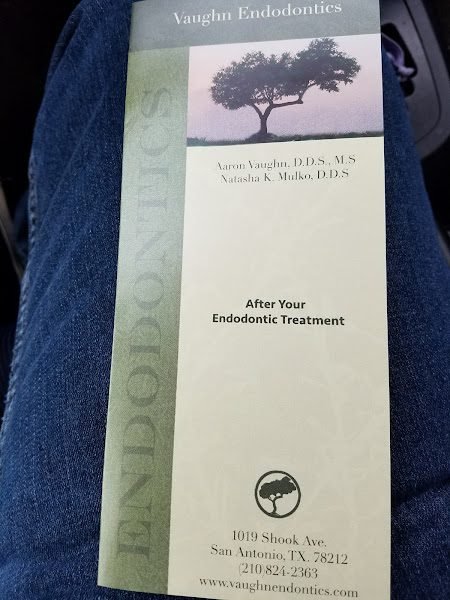 Vaughn Endodontics
ENDODONTICS
Aaron Vaughn, D.D.S., M.S
Natasha K. Mulko, D.D.S
After Your
Endodontic Treatment
1019 Shook Ave.
San Antonio, TX. 78212
(210)824-2363
www.vaughnendontics.com